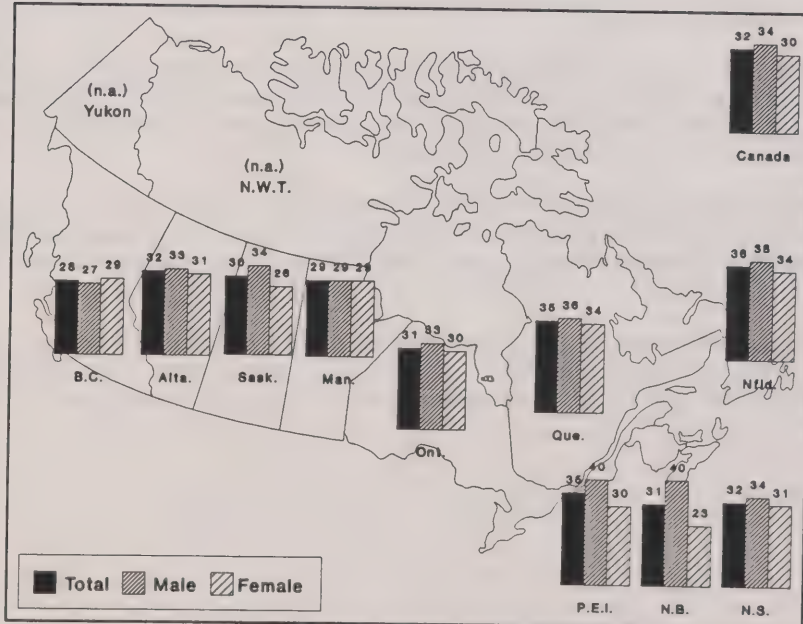 32 34 30
Canada
(n.a.)
Yukon
(n.a.)
N.W.T.
28 27 29
B.C.
32 33 31
Alta.
30 34 26
Sask.
29 29 29
Man.
31 33 30
Ont.
35 36 34
Que.
36 38 34
Nfld.
35 40 30
P.E.I.
31 40 23
N.B.
32 34 31
N.S.
Total Male Female